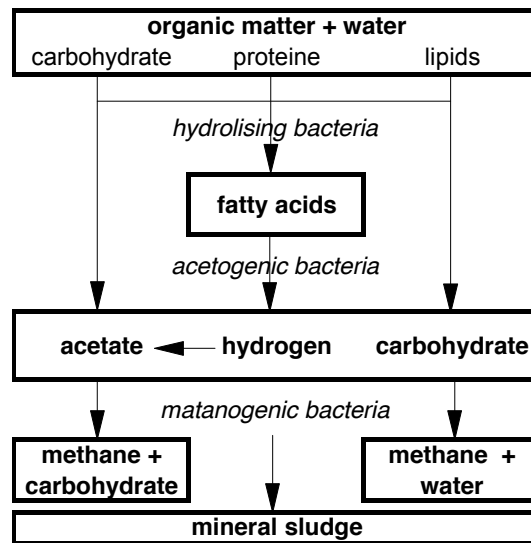 organic matter + water
carbohydrate proteine lipids
hydrolising bacteria
fatty acids
acetogenic bacteria
acetate hydrogen carbohydrate
matanogenic bacteria
methane +
carbohydrate
methane +
water
mineral sludge